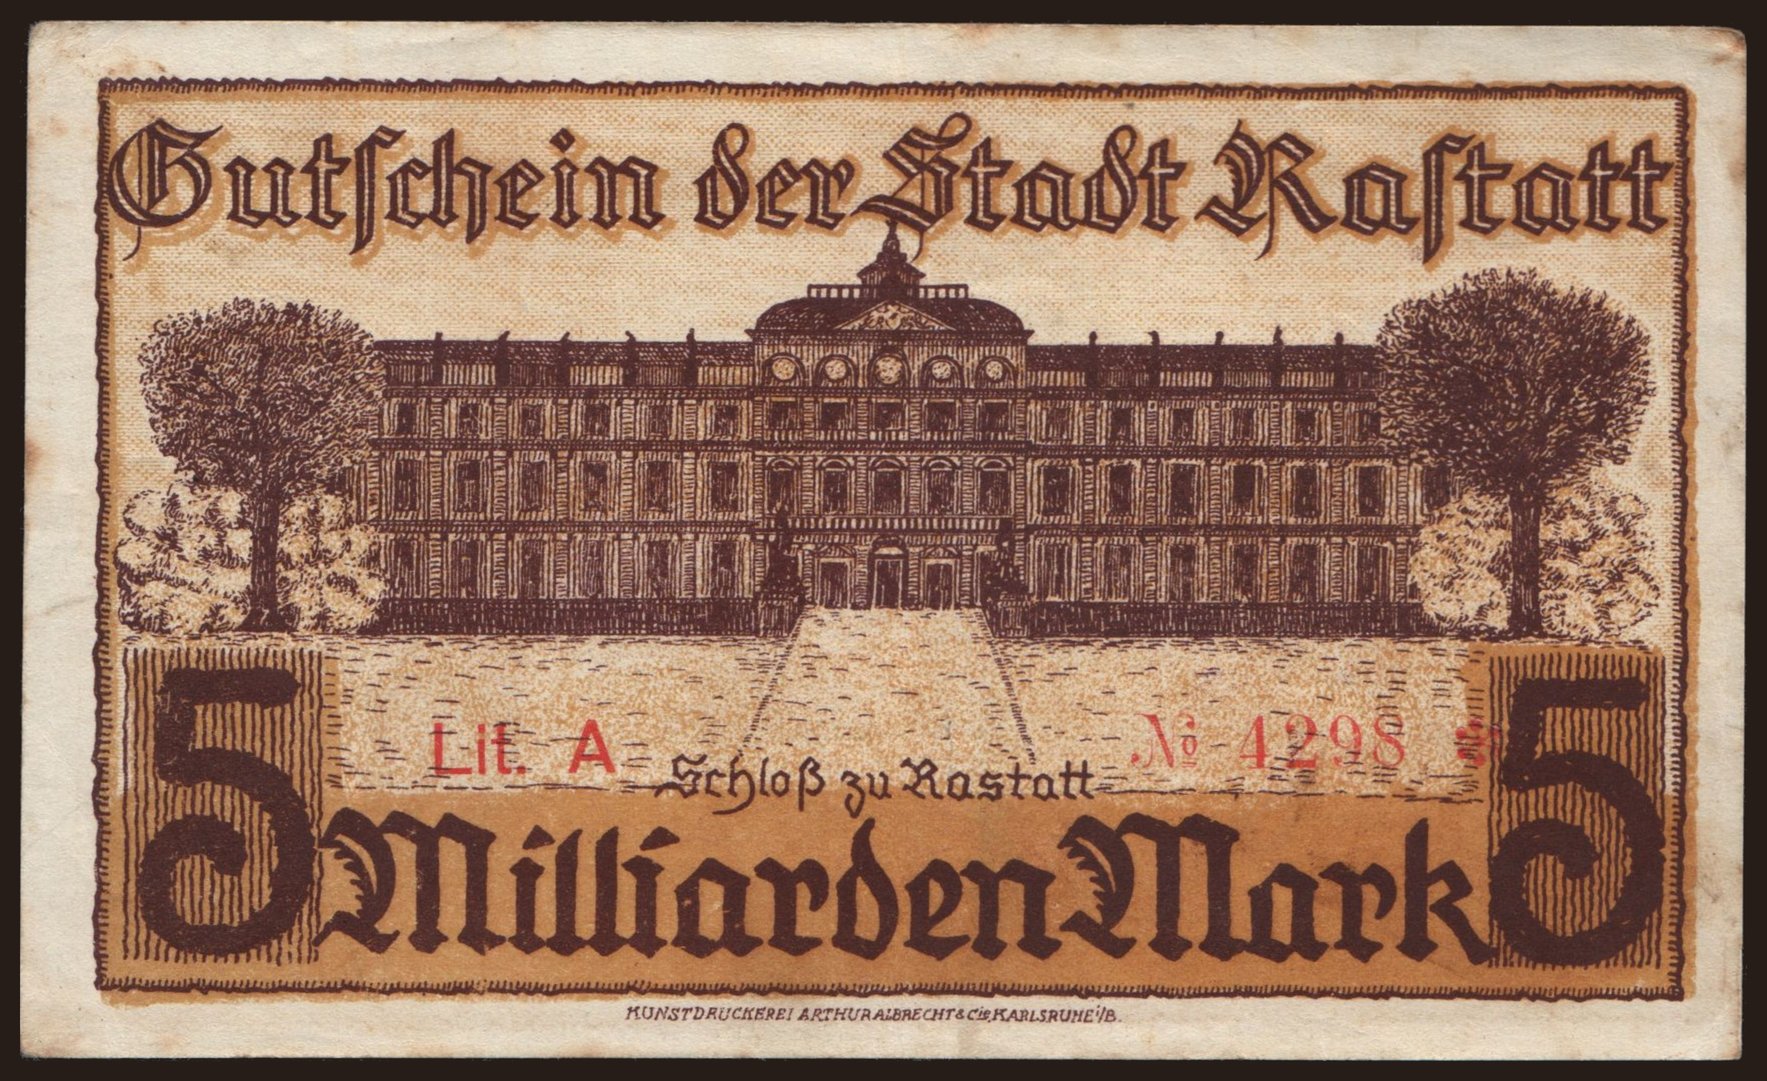 Gutſchein der Stadt Raſtatt
Lit. A № 4298 *
Schloß zu Rastatt
5 Milliarden Mark 5
KUNSTDRUCKEREI ARTHUR ALBRECHT & Cie, KARLSRUHE i/B.